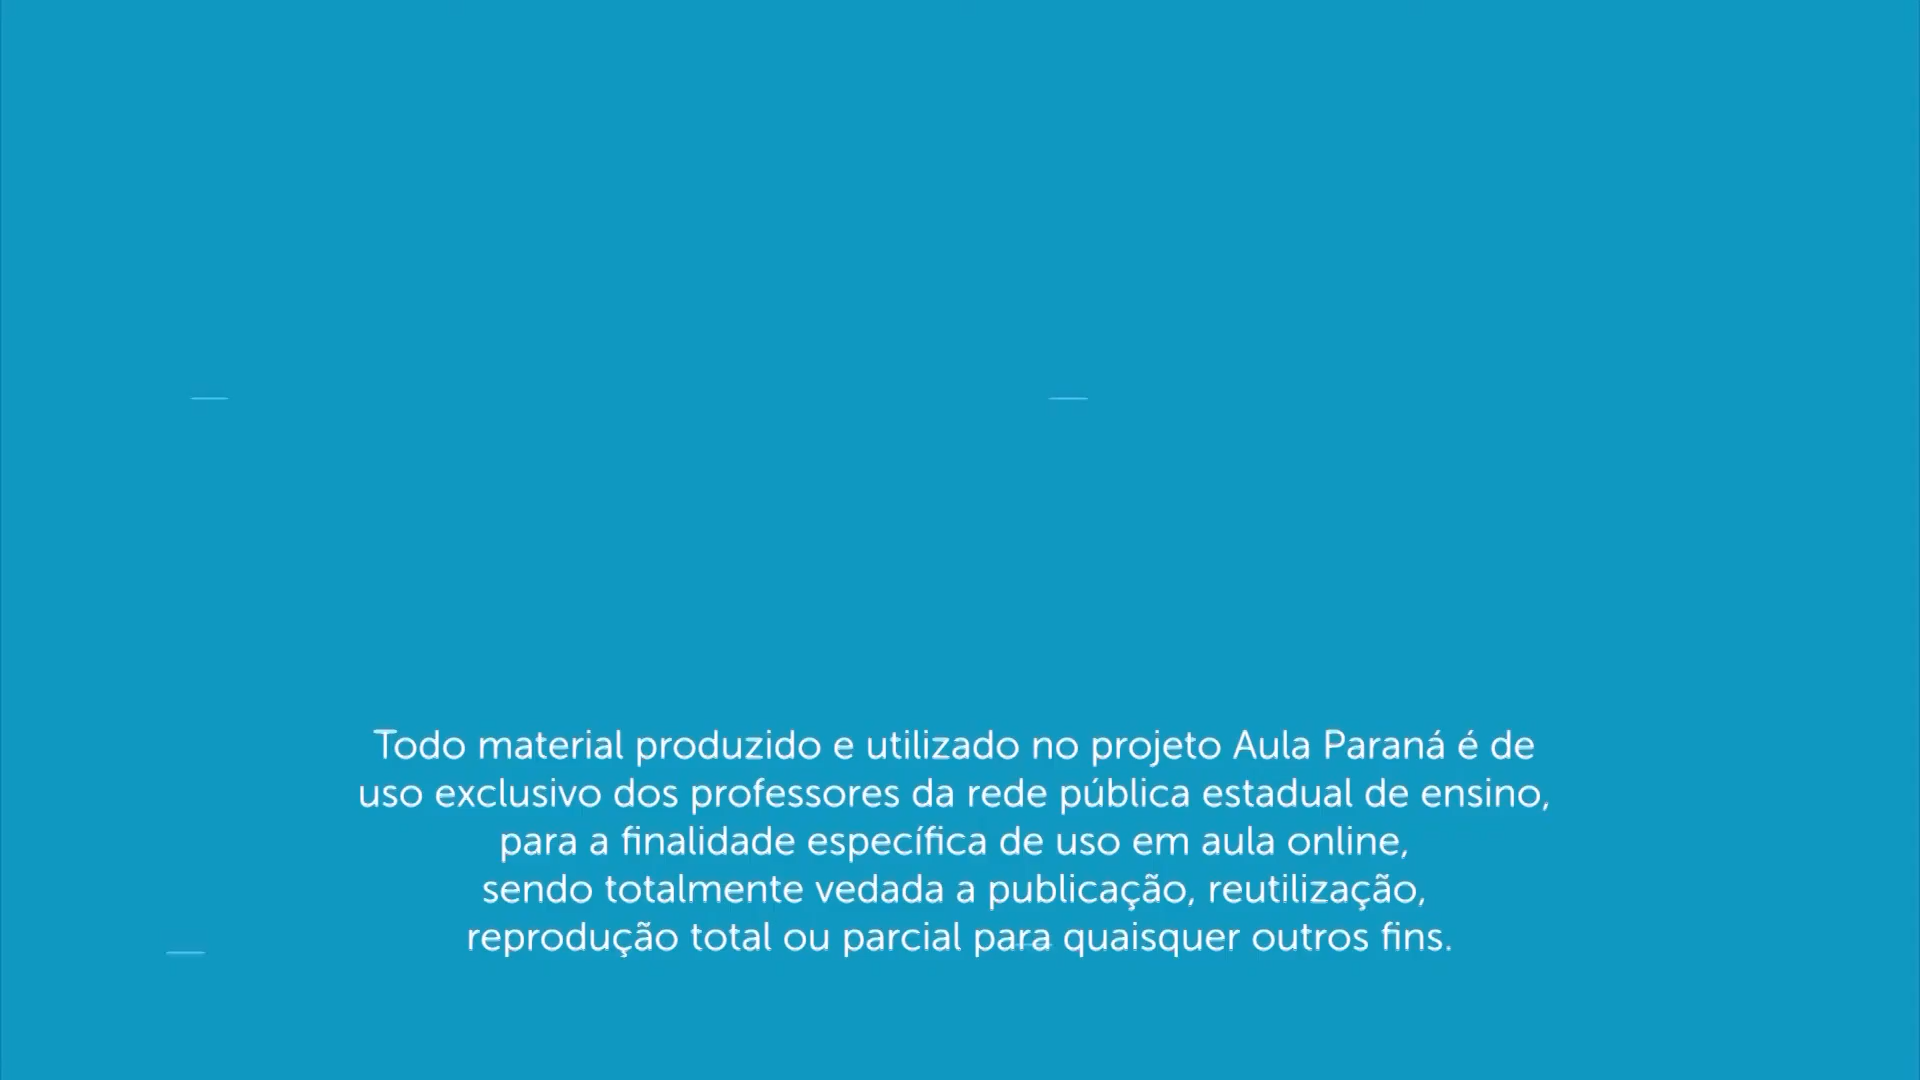 Todo material produzido e utilizado no projeto Aula Paraná é de
uso exclusivo dos professores da rede pública estadual de ensino,
para a finalidade específica de uso em aula online,
sendo totalmente vedada a publicação, reutilização,
reprodução total ou parcial para quaisquer outros fins.